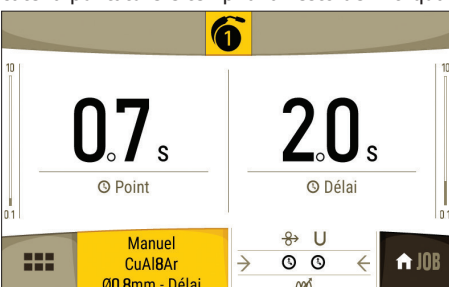 1
10
0.7 s
Point
0.1
2.0 s
Délai
10
0.1
Manuel
CuAl8Ar
Ø0.8mm - Délai
U
JOB